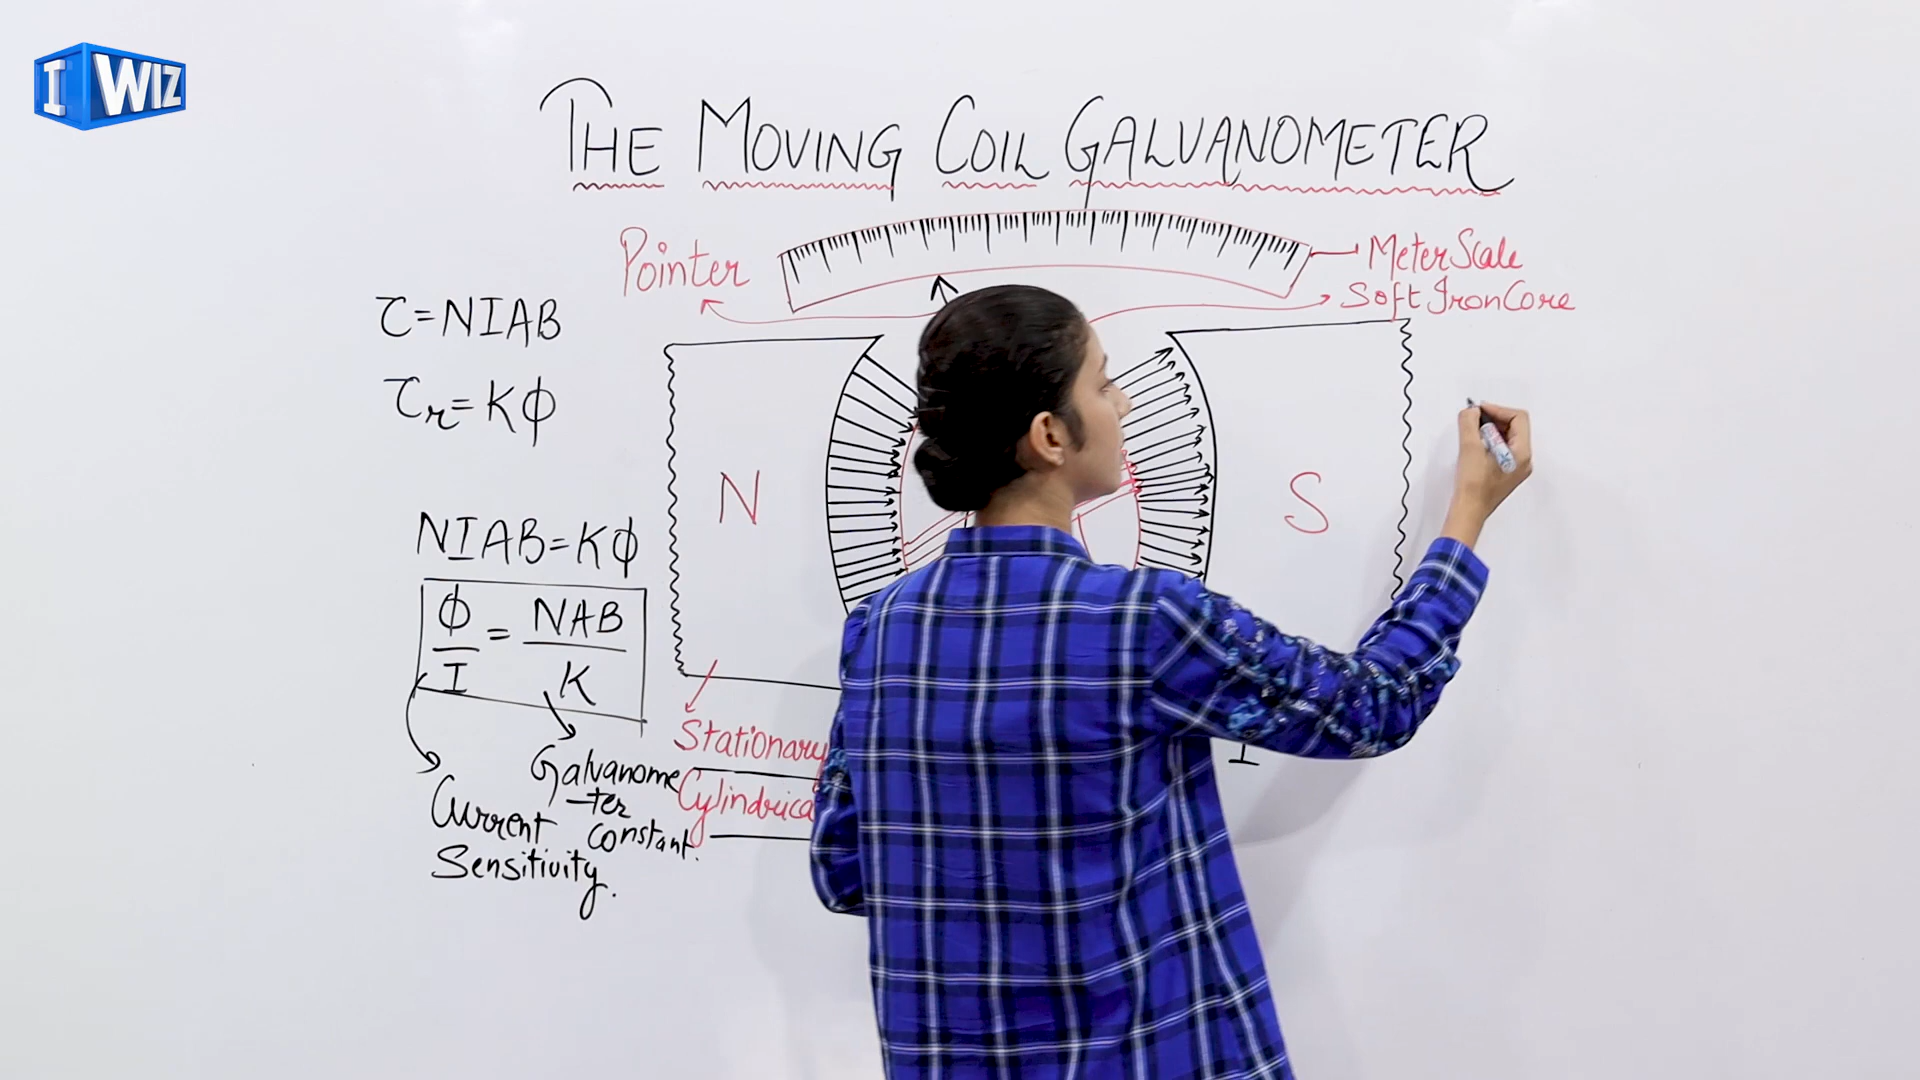 I WIZ
THE MOVING COIL GALVANOMETER
Pointer
Meter Scale
Soft Iron Core
τ=NIAB
τr=Kϕ
N
S
NIAB=Kϕ
ϕ/I = NAB/K
Stationary
Galvanome
-ter
constant.
Cylindrica
Current
Sensitivity.
I